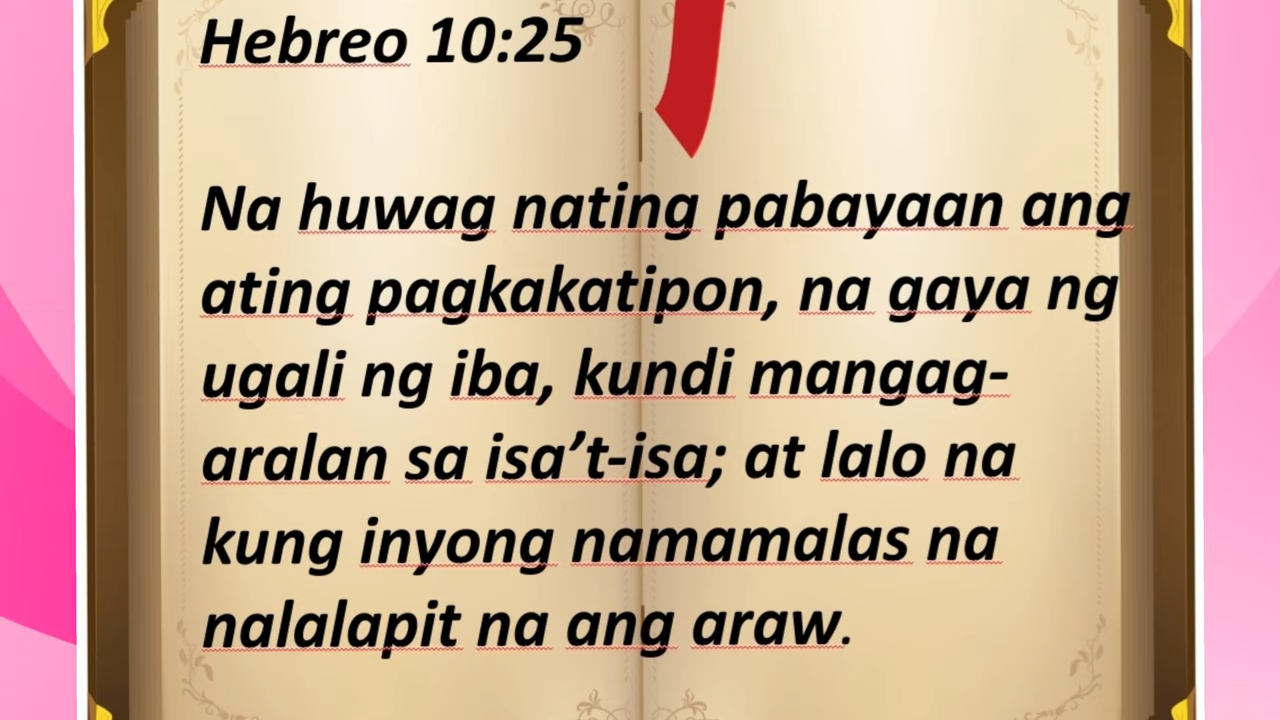 Hebreo 10:25
Na huwag nating pabayaan ang
ating pagkakatipon, na gaya ng
ugali ng iba, kundi mangag-
aralan sa isa’t-isa; at lalo na
kung inyong namamalas na
nalalapit na ang araw.